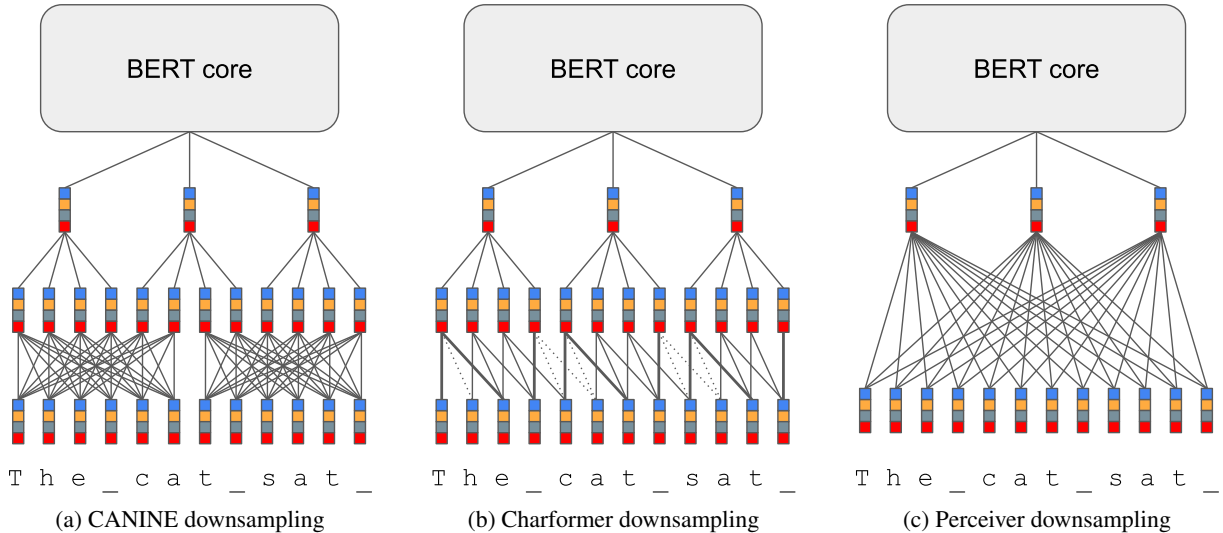 BERT core
BERT core
BERT core
T h e _ c a t _ s a t _
T h e _ c a t _ s a t _
T h e _ c a t _ s a t _
(a) CANINE downsampling
(b) Charformer downsampling
(c) Perceiver downsampling